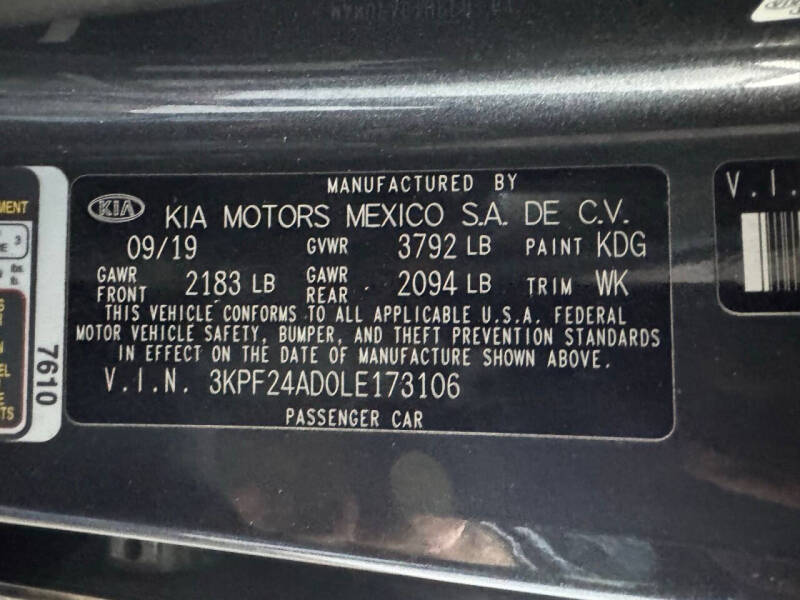 MANUFACTURED BY
KIA KIA MOTORS MEXICO S.A. DE C.V.
09/19 GVWR 3792 LB PAINT KDG
GAWR FRONT 2183 LB GAWR REAR 2094 LB TRIM WK
THIS VEHICLE CONFORMS TO ALL APPLICABLE U.S.A. FEDERAL
MOTOR VEHICLE SAFETY, BUMPER, AND THEFT PREVENTION STANDARDS
IN EFFECT ON THE DATE OF MANUFACTURE SHOWN ABOVE.
V.I.N. 3KPF24AD0LE173106
PASSENGER CAR
7610
V.I.